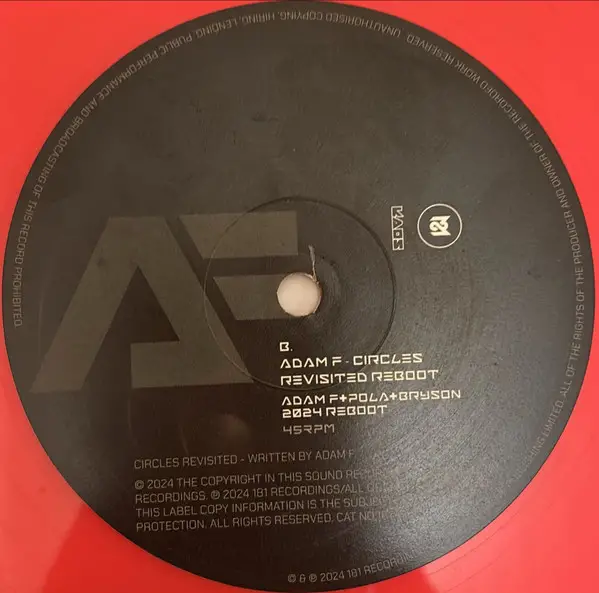 UNAUTHORISED COPYING, HIRING, LENDING, PUBLIC PERFORMANCE AND BROADCASTING OF THIS RECORD PROHIBITED.
ALL OF THE RIGHTS OF THE PRODUCER AND OWNER OF THE RECORDED WORK RESERVED.
AF
181
B.
ADAM F - CIRCLES
REVISITED REBOOT
ADAM F+POLA+BRYSON
2024 REBOOT
45RPM
CIRCLES REVISITED - WRITTEN BY ADAM F.
© 2024 THE COPYRIGHT IN THIS SOUND
RECORDINGS. ℗ 2024 181 RECORDINGS/ALL
THIS LABEL COPY INFORMATION IS THE
PROTECTION. ALL RIGHTS RESERVED. CAT NO.
© & ℗ 2024 181
LIMITED.